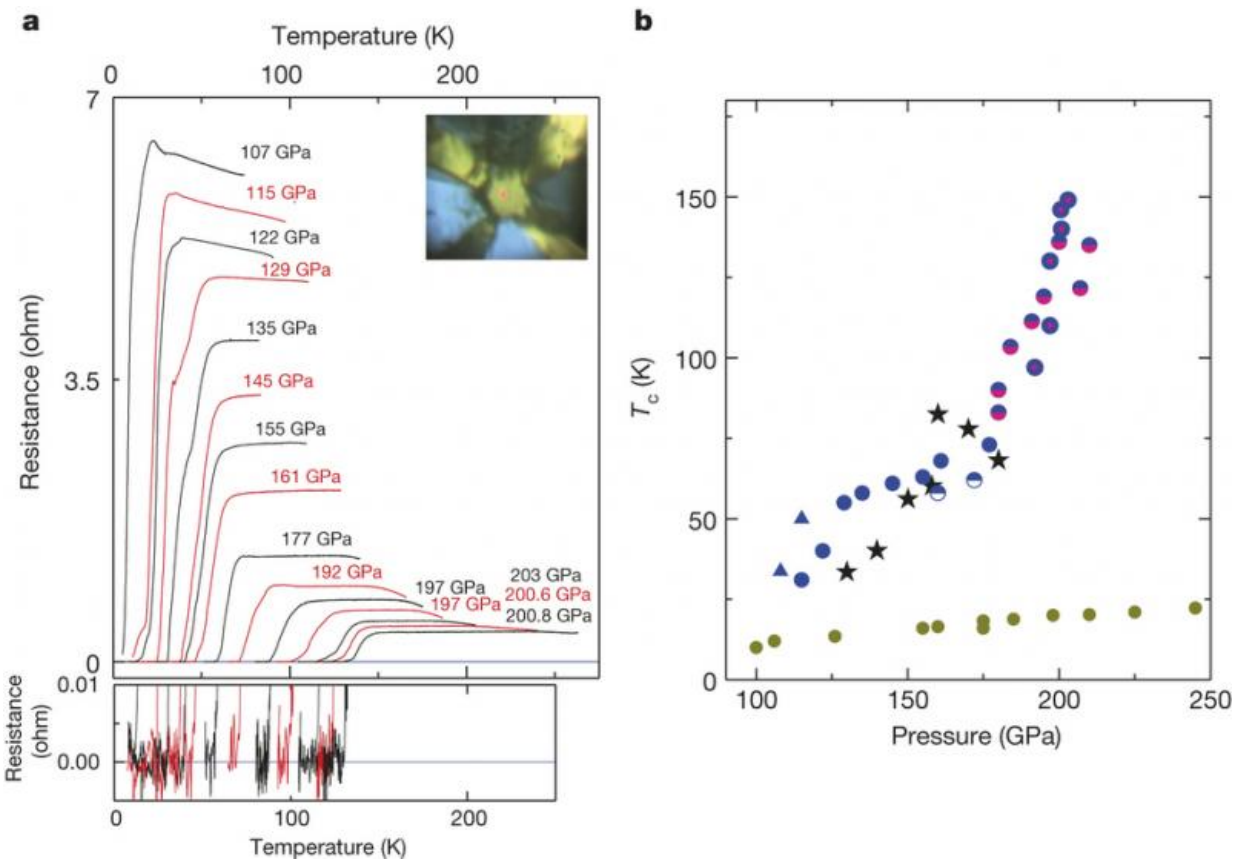 a
Temperature (K)
0 100 200
7
107 GPa
115 GPa
122 GPa
129 GPa
135 GPa
3.5
145 GPa
155 GPa
161 GPa
177 GPa
192 GPa
197 GPa
203 GPa
197 GPa
200.6 GPa
200.8 GPa
0
Resistance (ohm)
0.01
0.00
Resistance
(ohm)
0 100 200
Temperature (K)
b
150
100
50
0
Tc (K)
100 150 200 250
Pressure (GPa)